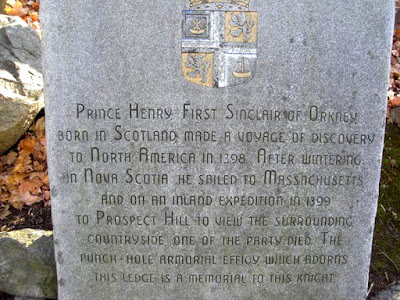 Prince Henry First Sinclair of Orkney
born in Scotland made a voyage of discovery
to North America in 1398. After wintering
in Nova Scotia he sailed to Massachusetts
and on an inland expedition in 1399
to Prospect Hill to view the surrounding
countryside, one of the party died. The
punch-hole armorial effigy which adorns
this ledge is a memorial to this knight.